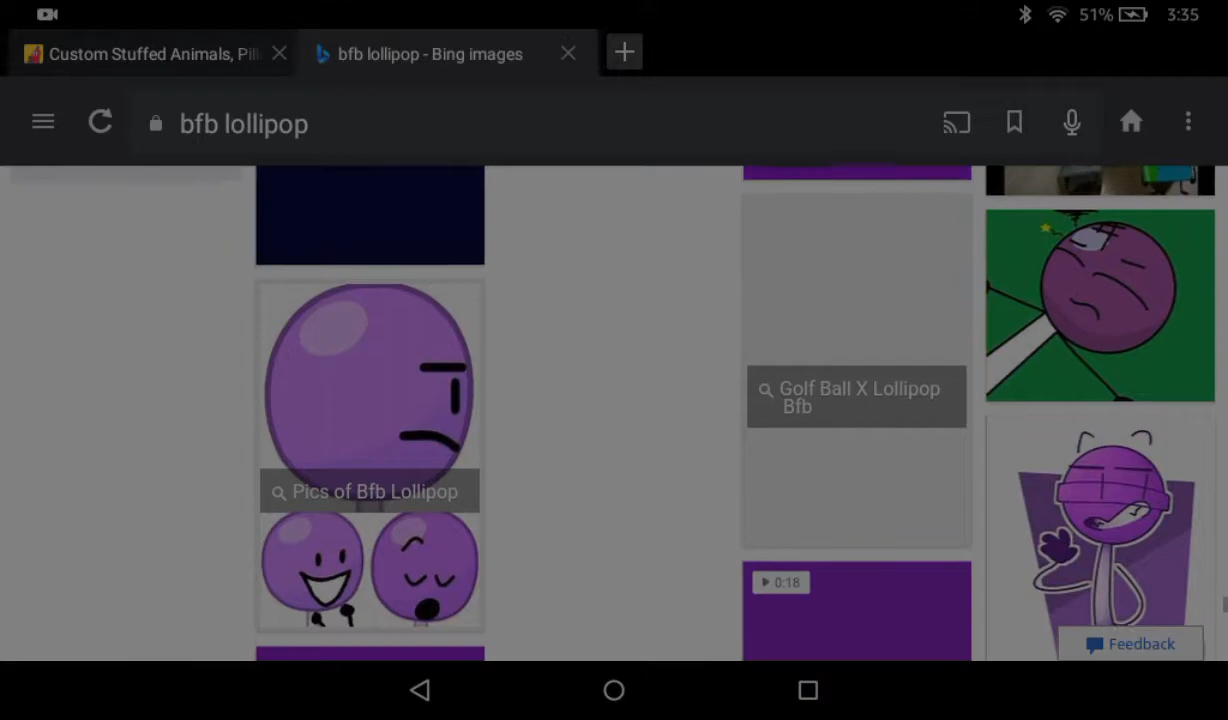 51%
3:35
Custom Stuffed Animals, Pil
bfb lollipop - Bing images
bfb lollipop
Pics of Bfb Lollipop
Golf Ball X Lollipop
Bfb
0:18
Feedback